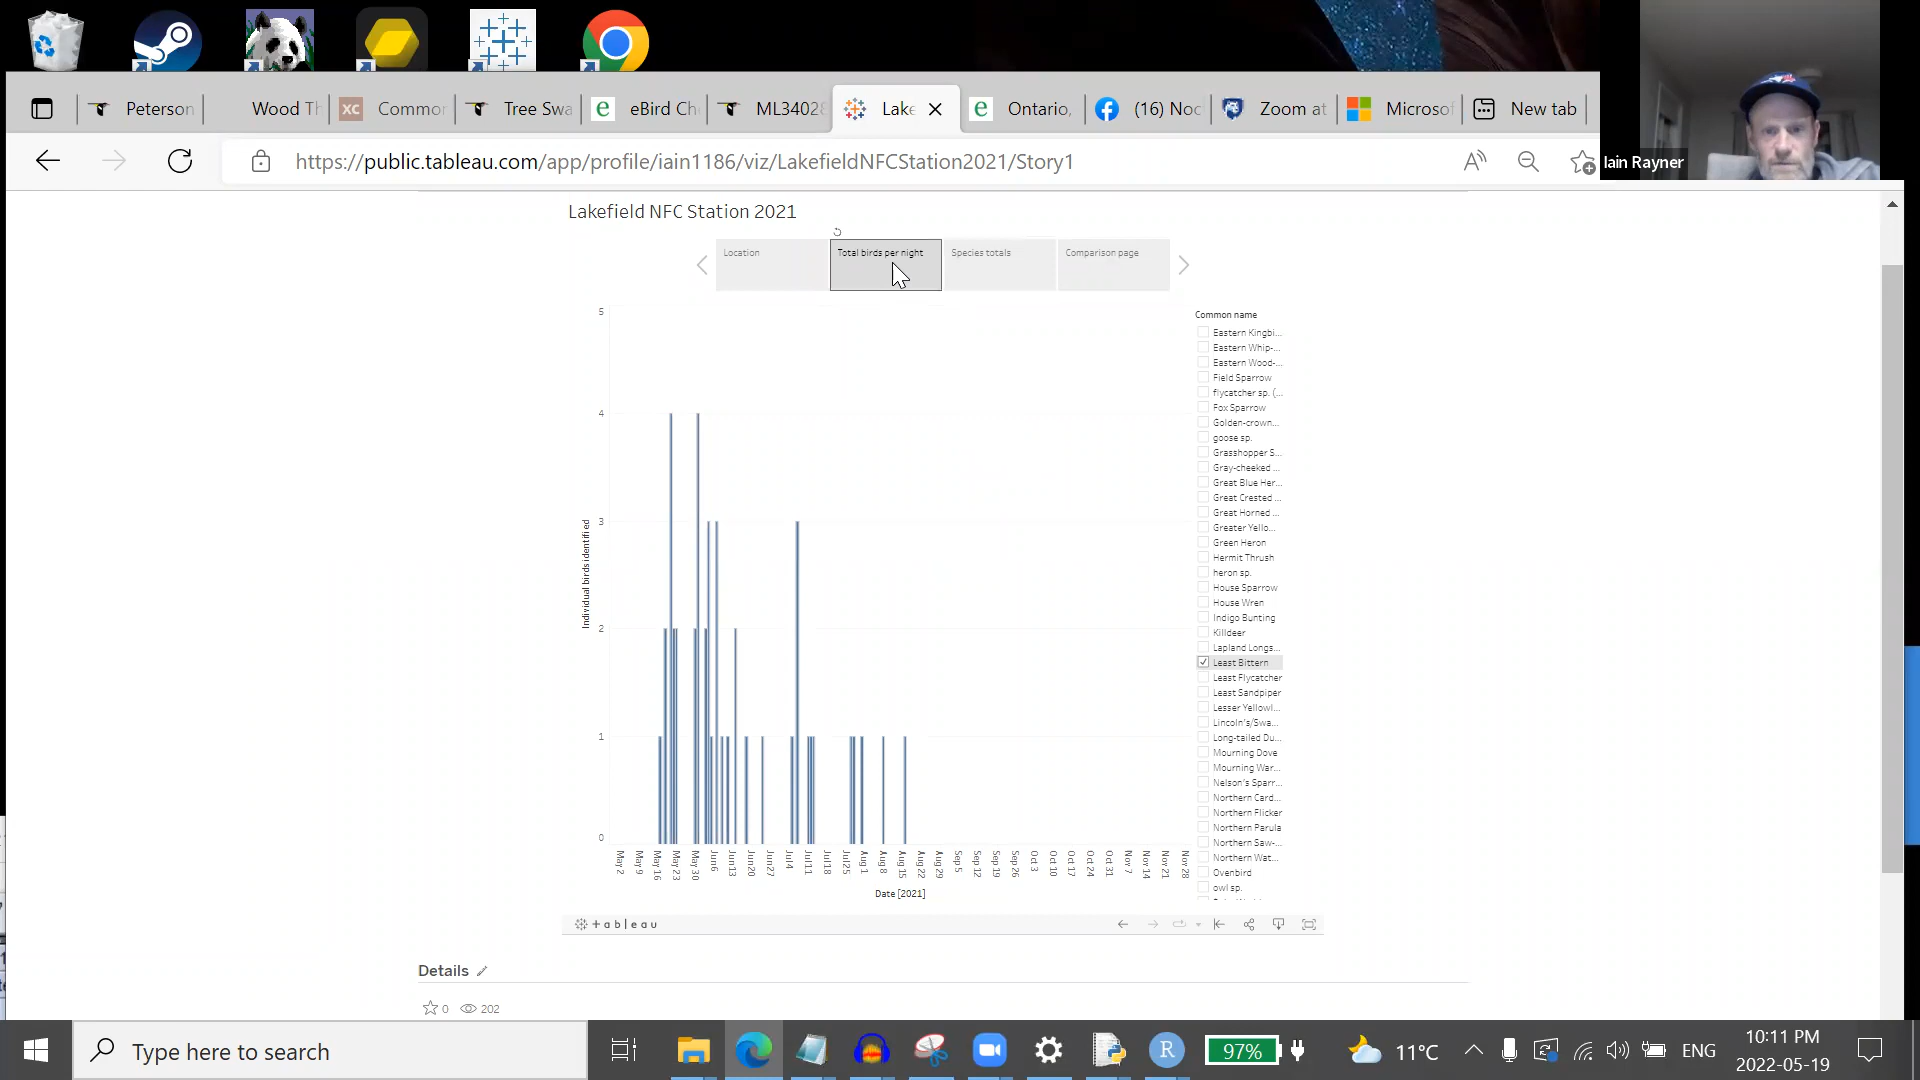 Peterson
Wood Th
XC Commor
Tree Swa
eBird Ch
ML34028
Lake
Ontario,
(16) Noc
Zoom at
Microsof
New tab
https://public.tableau.com/app/profile/iain1186/viz/LakefieldNFCStation2021/Story1
Iain Rayner
Lakefield NFC Station 2021
Location
Total birds per night
Species totals
Comparison page
Common name
Eastern Kingbi...
Eastern Whip-...
Eastern Wood-...
Field Sparrow
flycatcher sp. (...
Fox Sparrow
Golden-crown...
goose sp.
Grasshopper S...
Gray-cheeked ...
Great Blue Her...
Great Crested ...
Great Horned ...
Greater Yello...
Green Heron
Hermit Thrush
heron sp.
House Sparrow
House Wren
Indigo Bunting
Killdeer
Lapland Longs...
Least Bittern
Least Flycatcher
Least Sandpiper
Lesser Yellowl...
Lincoln's/Swa...
Long-tailed Du...
Mourning Dove
Mourning War...
Nelson's Sparr...
Northern Card...
Northern Flicker
Northern Parula
Northern Saw-...
Northern Wat...
Ovenbird
owl sp.
5
4
3
2
1
0
Individual birds identified
May 2
May 9
May 16
May 23
May 30
Jun 6
Jun 13
Jun 20
Jun 27
Jul 4
Jul 11
Jul 18
Jul 25
Aug 1
Aug 8
Aug 15
Aug 22
Aug 29
Sep 5
Sep 12
Sep 19
Sep 26
Oct 3
Oct 10
Oct 17
Oct 24
Oct 31
Nov 7
Nov 14
Nov 21
Nov 28
Date [2021]
+ a b l e a u
Details
0
202
Type here to search
R
97%
11°C
ENG
10:11 PM
2022-05-19